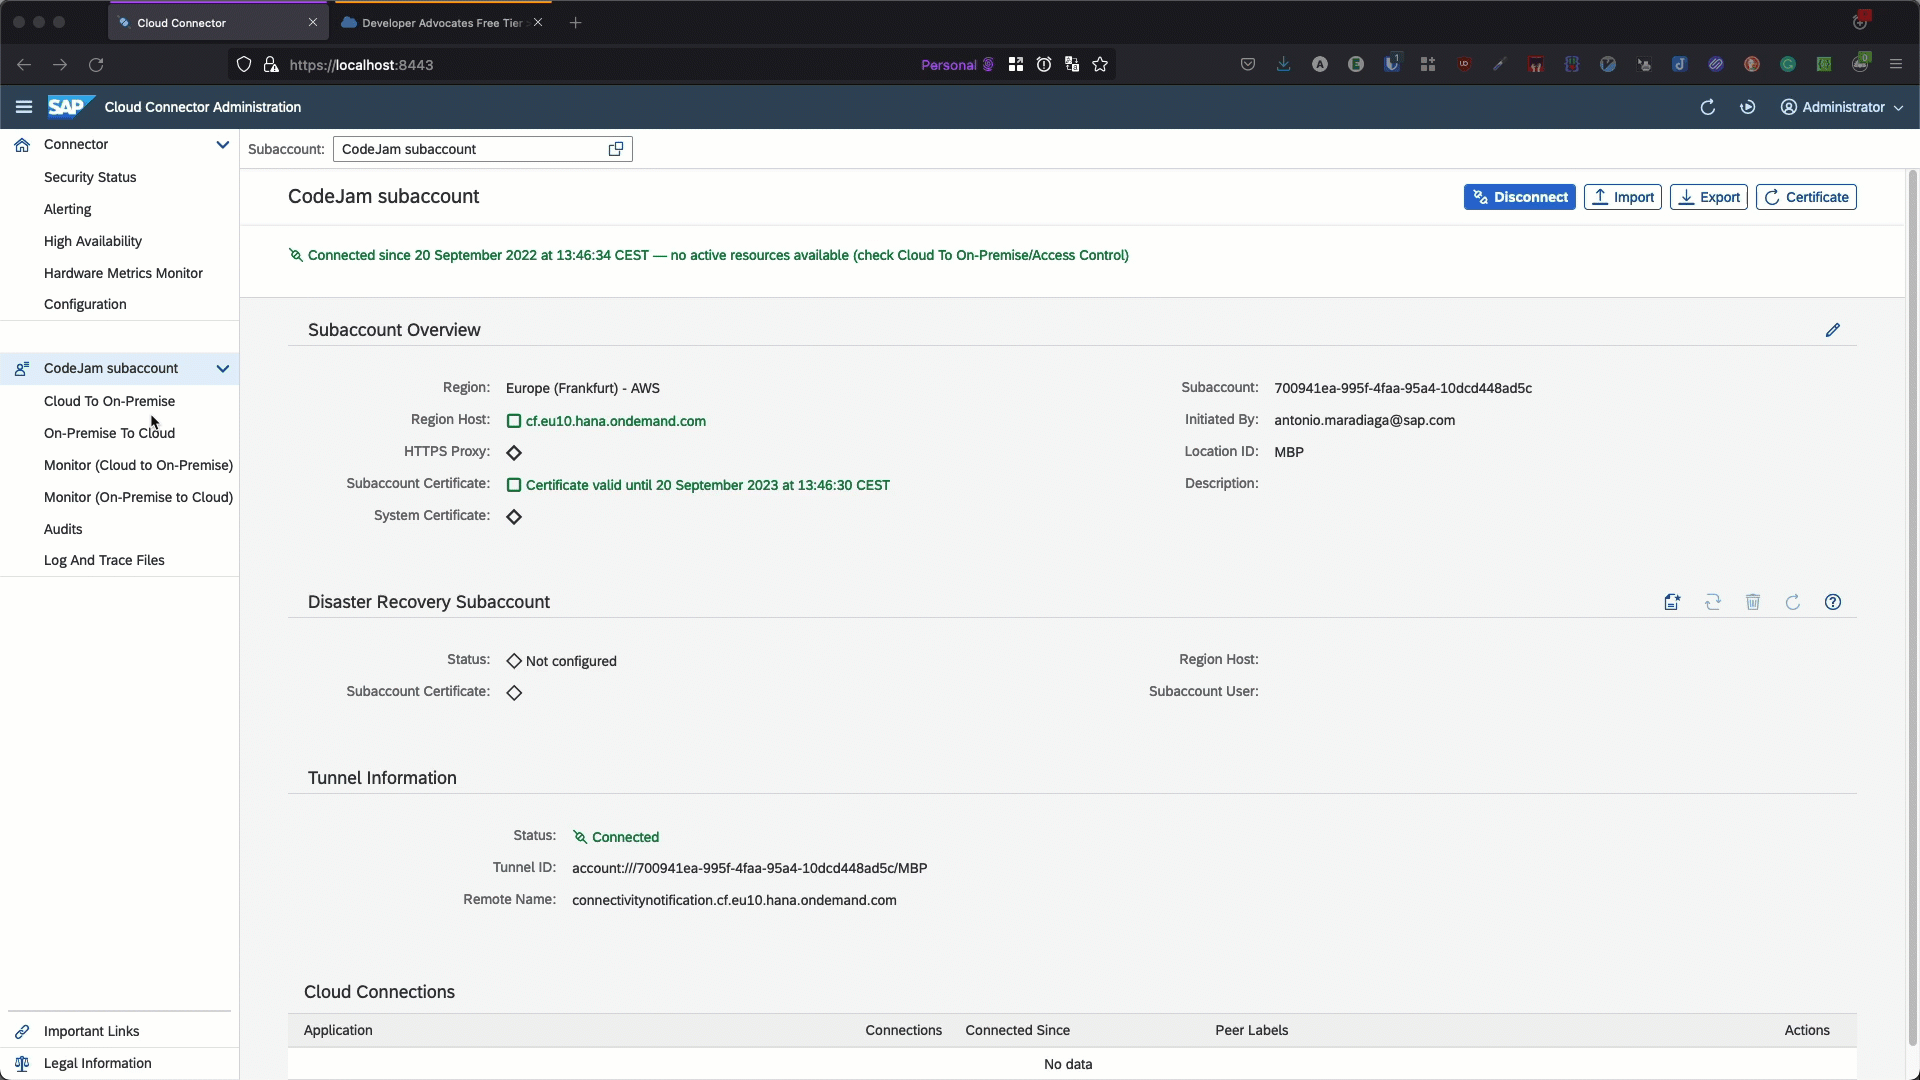 Cloud Connector
Developer Advocates Free Tier
https://localhost:8443
Personal
SAP
Cloud Connector Administration
Administrator
Connector
Security Status
Alerting
High Availability
Hardware Metrics Monitor
Configuration
CodeJam subaccount
Cloud To On-Premise
On-Premise To Cloud
Monitor (Cloud to On-Premise)
Monitor (On-Premise to Cloud)
Audits
Log And Trace Files
Important Links
Legal Information
Subaccount: CodeJam subaccount
CodeJam subaccount
Disconnect Import Export Certificate
Connected since 20 September 2022 at 13:46:34 CEST — no active resources available (check Cloud To On-Premise/Access Control)
Subaccount Overview
Region: Europe (Frankfurt) - AWS
Region Host: cf.eu10.hana.ondemand.com
HTTPS Proxy:
Subaccount Certificate: Certificate valid until 20 September 2023 at 13:46:30 CEST
System Certificate:
Subaccount: 700941ea-995f-4faa-95a4-10dcd448ad5c
Initiated By: antonio.maradiaga@sap.com
Location ID: MBP
Description:
Disaster Recovery Subaccount
Status: Not configured
Subaccount Certificate:
Region Host:
Subaccount User:
Tunnel Information
Status: Connected
Tunnel ID: account:///700941ea-995f-4faa-95a4-10dcd448ad5c/MBP
Remote Name: connectivitynotification.cf.eu10.hana.ondemand.com
Cloud Connections
Application Connections Connected Since Peer Labels Actions
No data